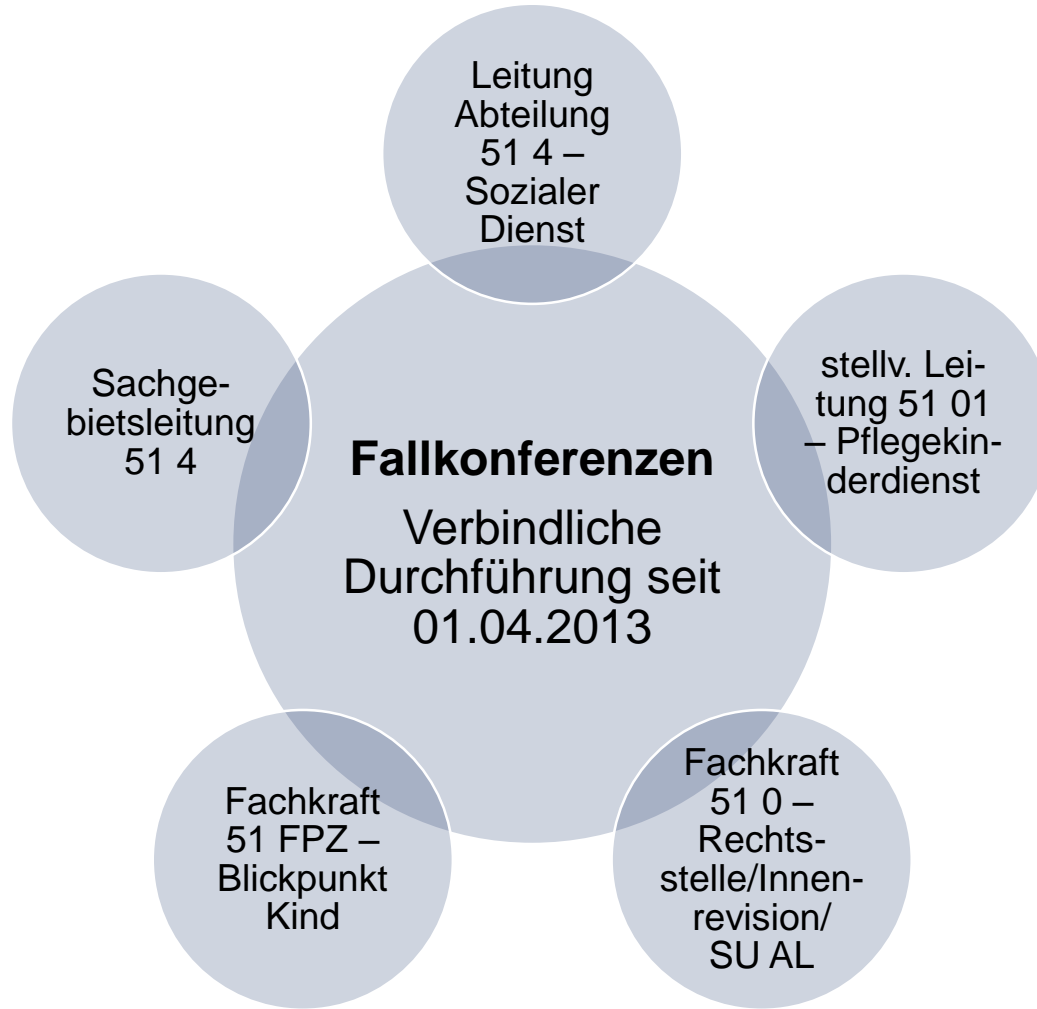 Leitung
Abteilung
51 4 –
Sozialer
Dienst
Sachge-
bietsleitung
51 4
stellv. Lei-
tung 51 01
– Pflegekin-
derdienst
Fallkonferenzen
Verbindliche
Durchführung seit
01.04.2013
Fachkraft
51 FPZ –
Blickpunkt
Kind
Fachkraft
51 0 –
Rechts-
stelle/Innen-
revision/
SU AL